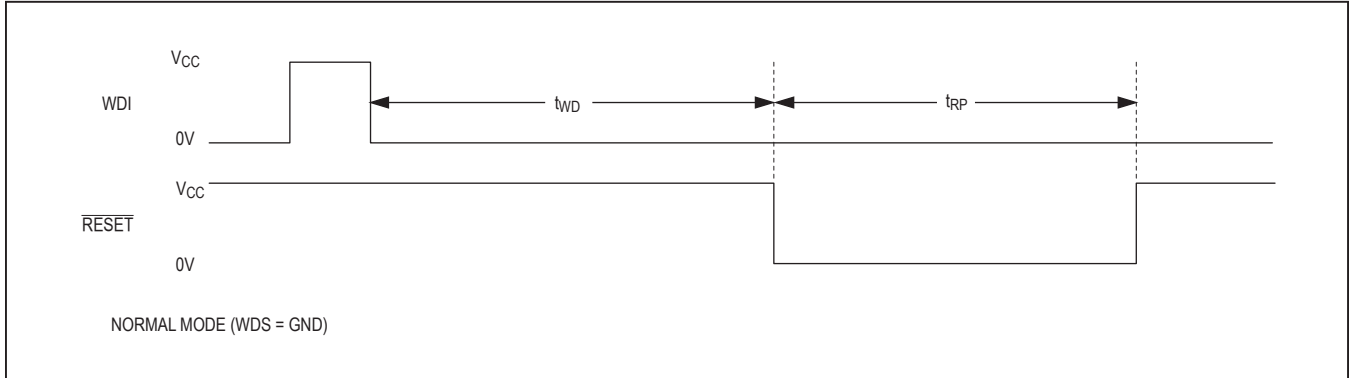 VCC
WDI
tWD
tRP
0V
VCC
RESET
0V
NORMAL MODE (WDS = GND)